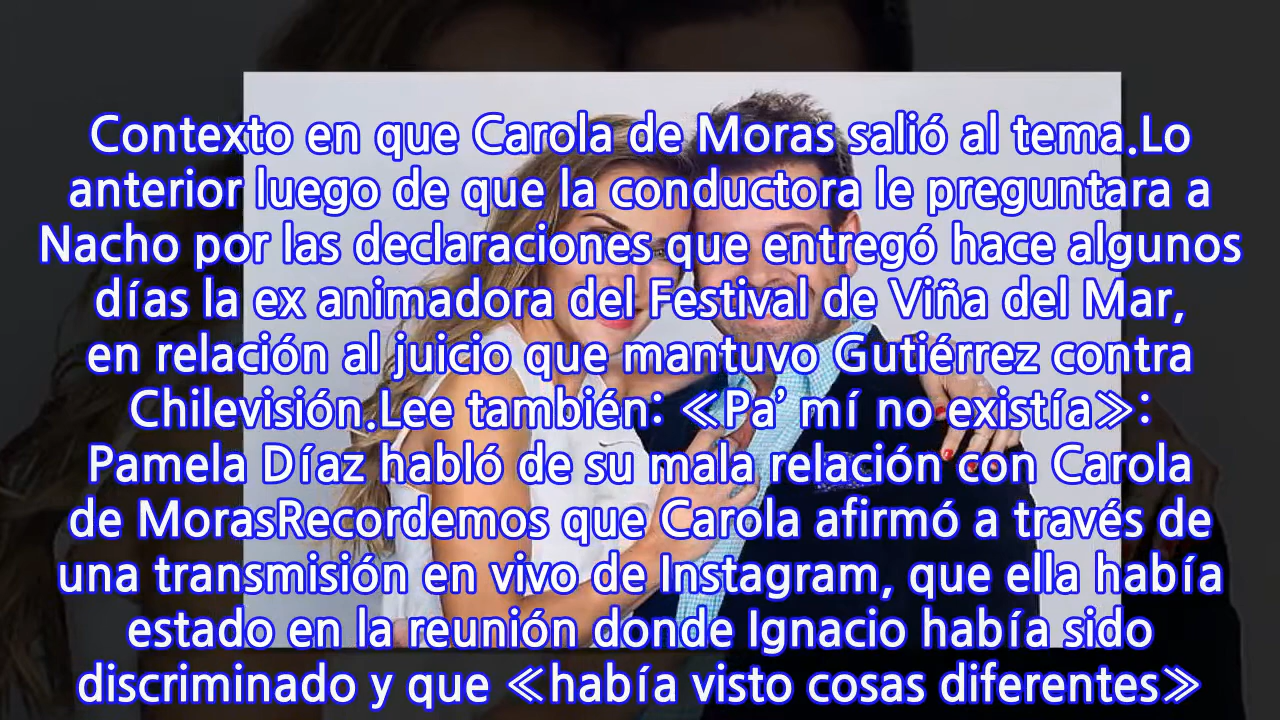 Contexto en que Carola de Moras salió al tema.Lo
anterior luego de que la conductora le preguntara a
Nacho por las declaraciones que entregó hace algunos
días la ex animadora del Festival de Viña del Mar,
en relación al juicio que mantuvo Gutiérrez contra
Chilevisión.Lee también: ≪Pa’ mí no existía≫:
Pamela Díaz habló de su mala relación con Carola
de MorasRecordemos que Carola afirmó a través de
una transmisión en vivo de Instagram, que ella había
estado en la reunión donde Ignacio había sido
discriminado y que ≪había visto cosas diferentes≫